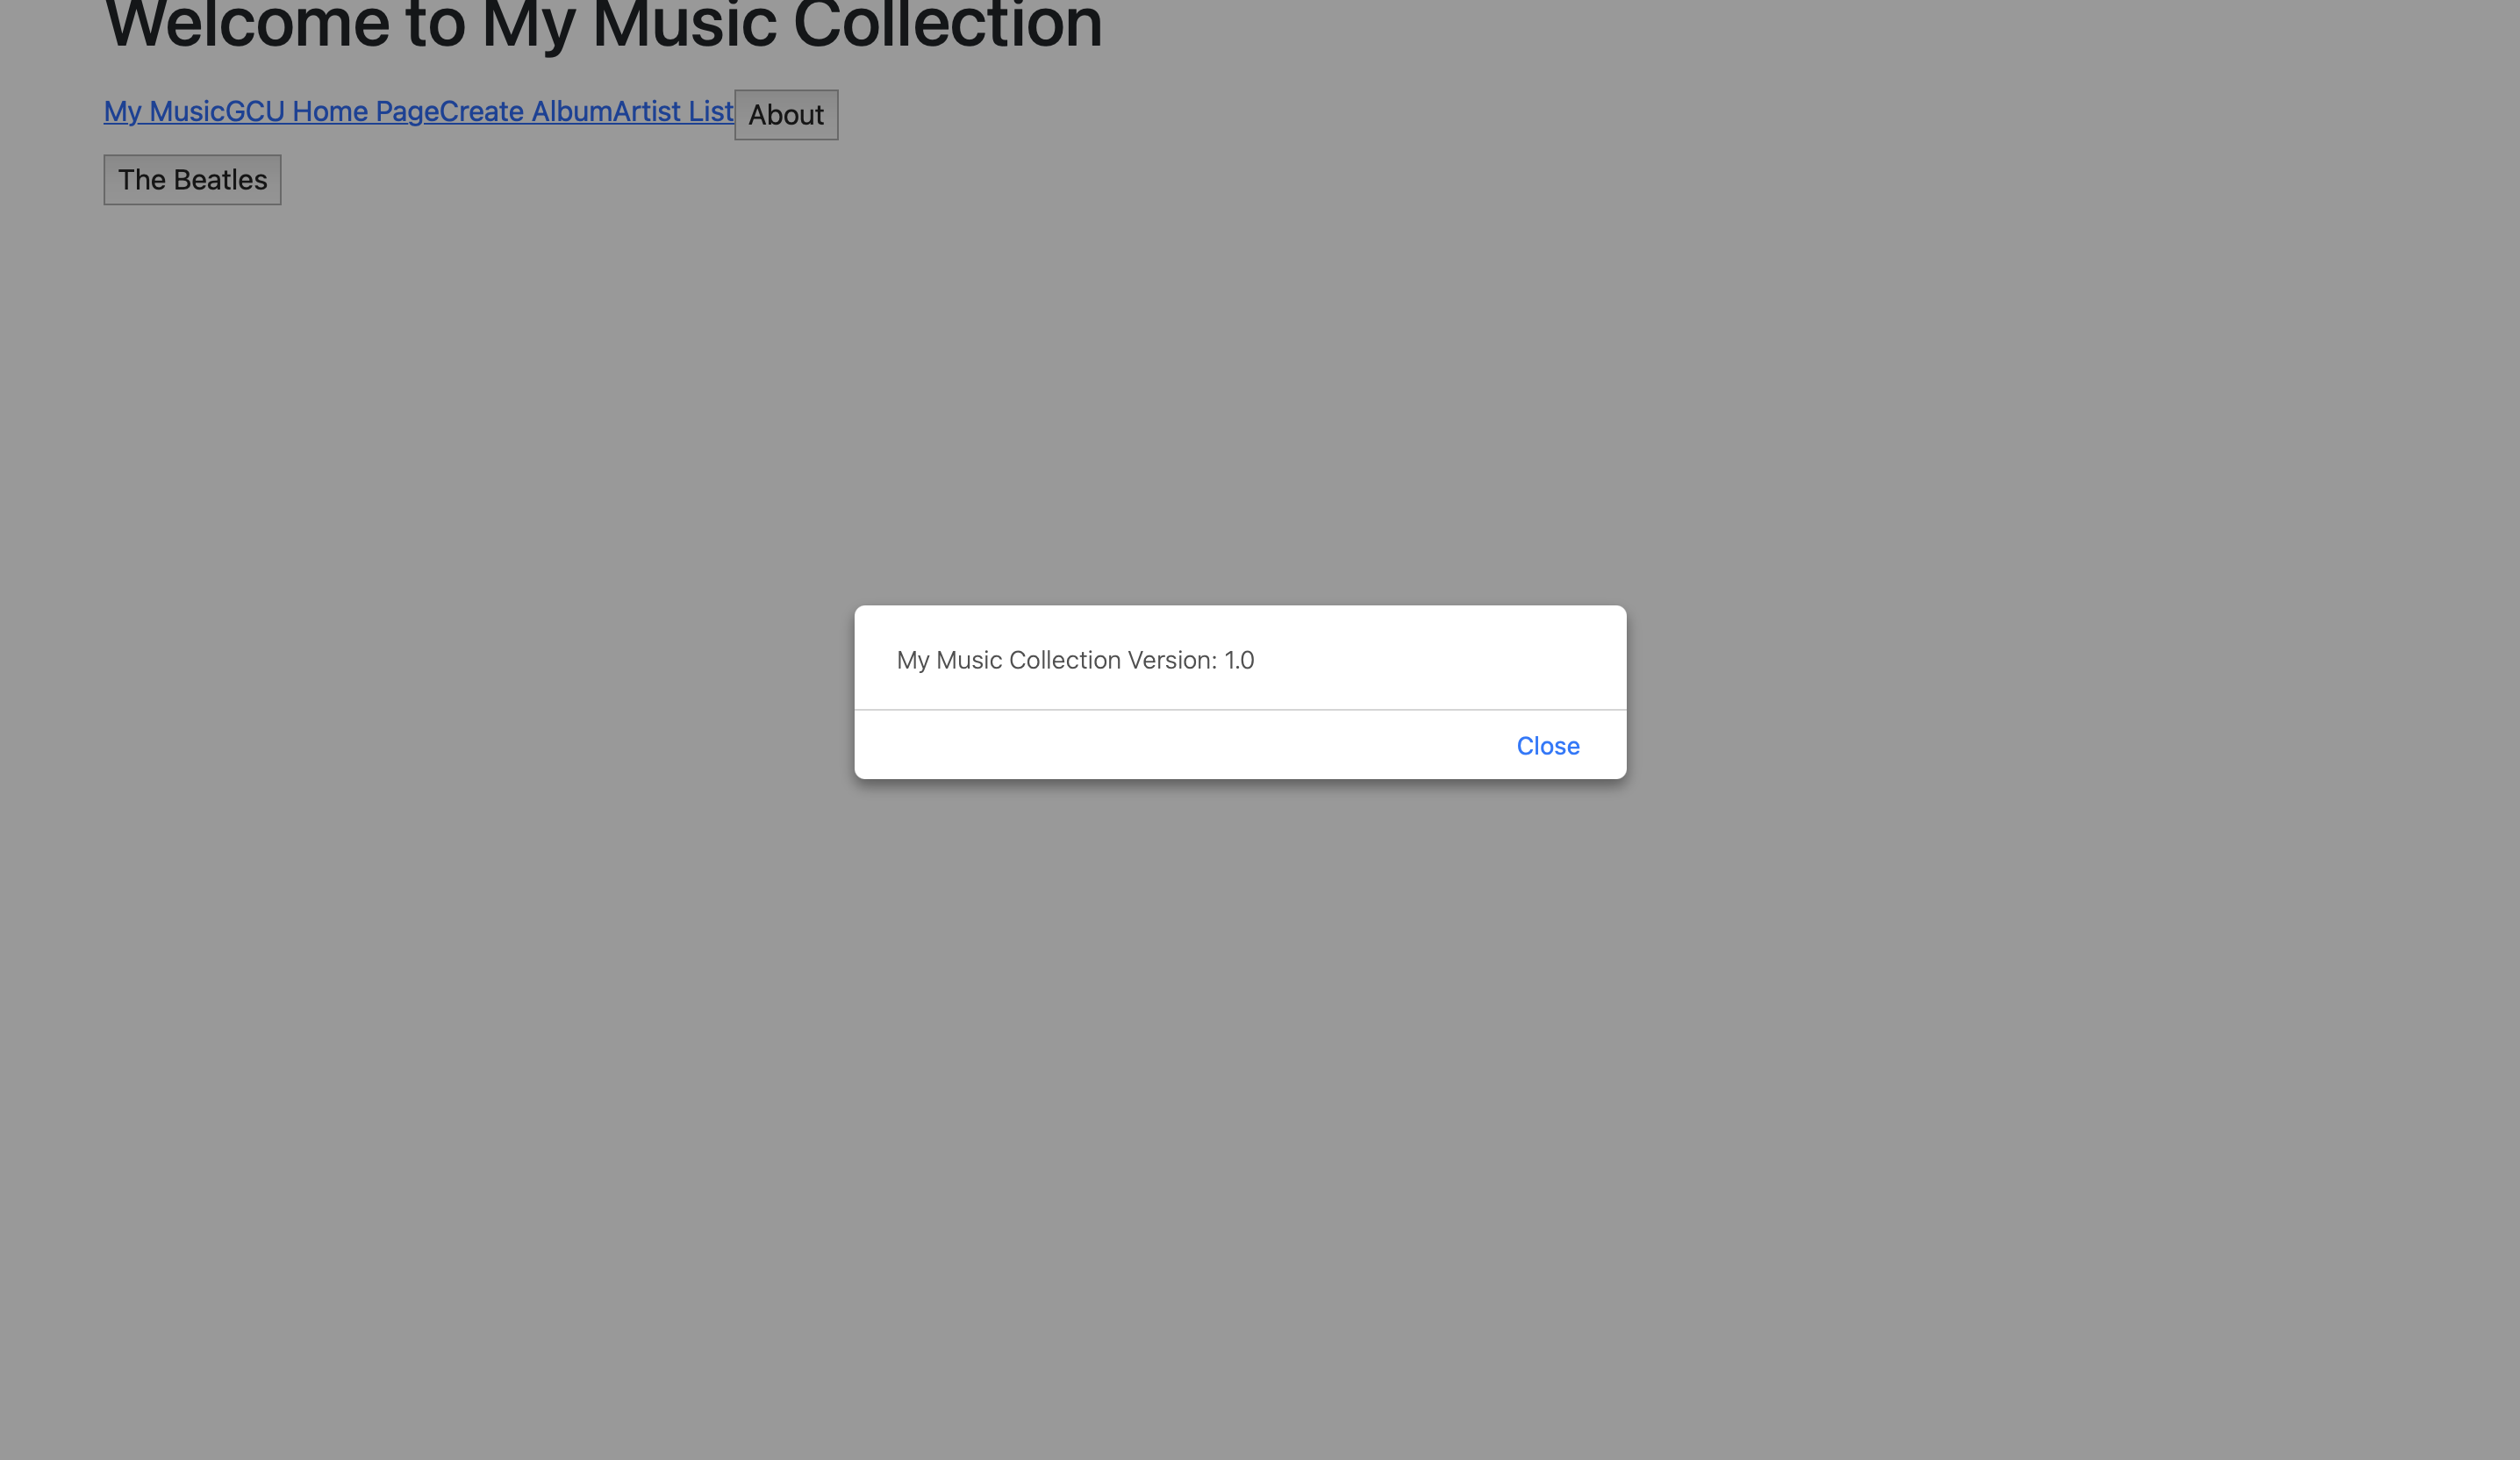 Welcome to My Music Collection
My MusicGCU Home PageCreate AlbumArtist List About
The Beatles
My Music Collection Version: 1.0
Close